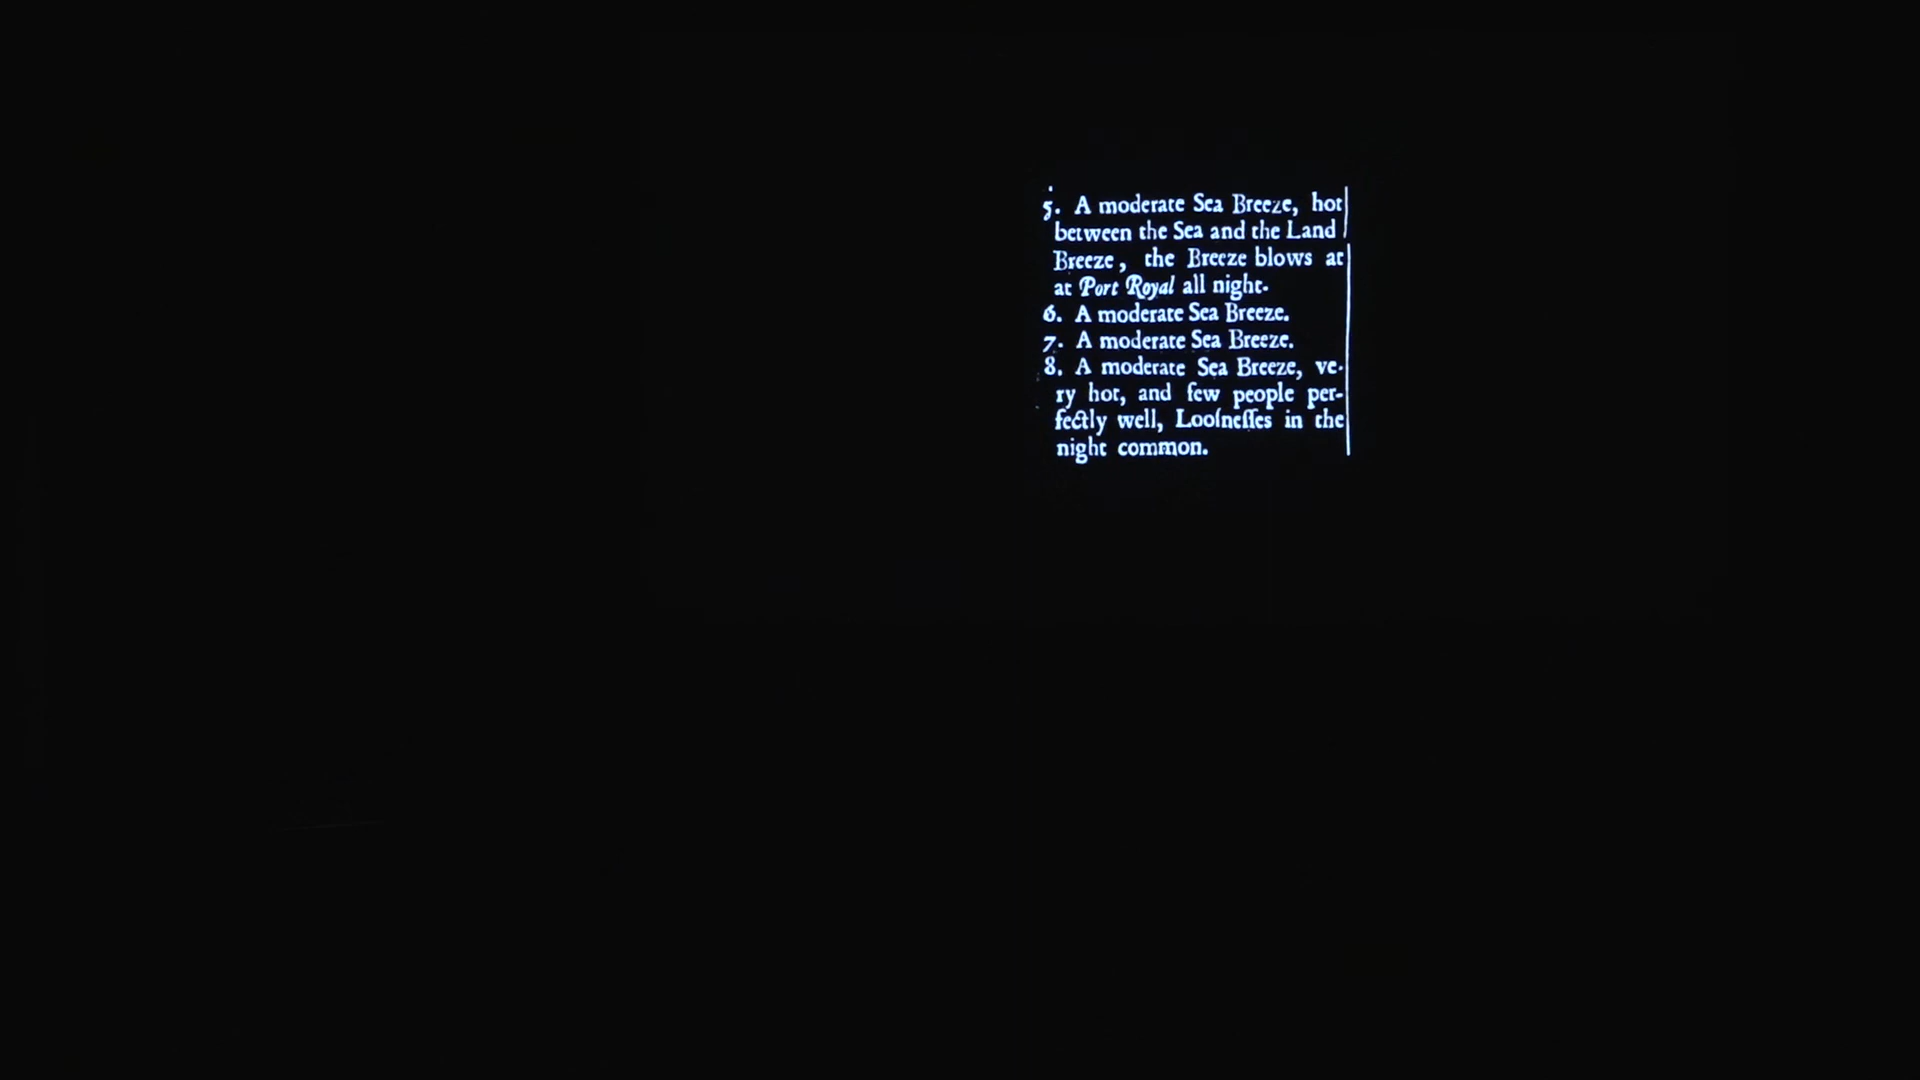 5. A moderate Sea Breeze, hot
between the Sea and the Land
Breeze, the Breeze blows at
at Port Royal all night.
6. A moderate Sea Breeze.
7. A moderate Sea Breeze.
8. A moderate Sea Breeze, ve-
ry hot, and few people per-
fectly well, Looſneſſes in the
night common.